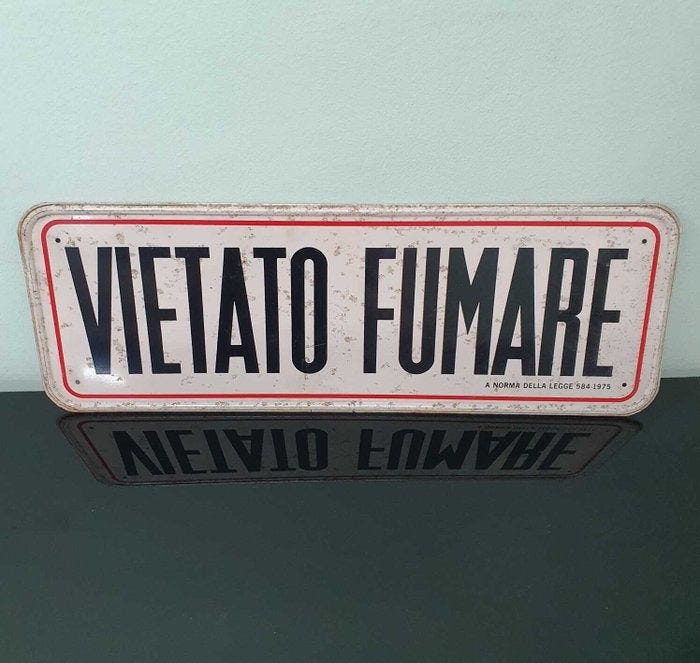 VIETATO FUMARE
A NORMA DELLA LEGGE 584-1975